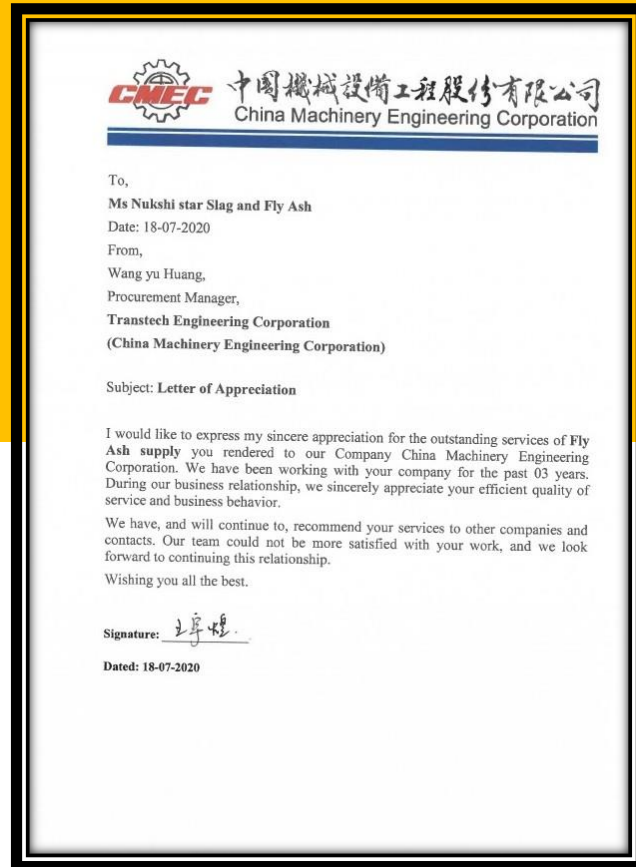 CMEC 中国機械設備工程股份有限公司
China Machinery Engineering Corporation
To,
Ms Nukshi star Slag and Fly Ash
Date: 18-07-2020
From,
Wang yu Huang,
Procurement Manager,
Transtech Engineering Corporation
(China Machinery Engineering Corporation)
Subject: Letter of Appreciation
I would like to express my sincere appreciation for the outstanding services of Fly
Ash supply you rendered to our Company China Machinery Engineering
Corporation. We have been working with your company for the past 03 years.
During our business relationship, we sincerely appreciate your efficient quality of
service and business behavior.
We have, and will continue to, recommend your services to other companies and
contacts. Our team could not be more satisfied with your work, and we look
forward to continuing this relationship.
Wishing you all the best.
Signature:
Dated: 18-07-2020